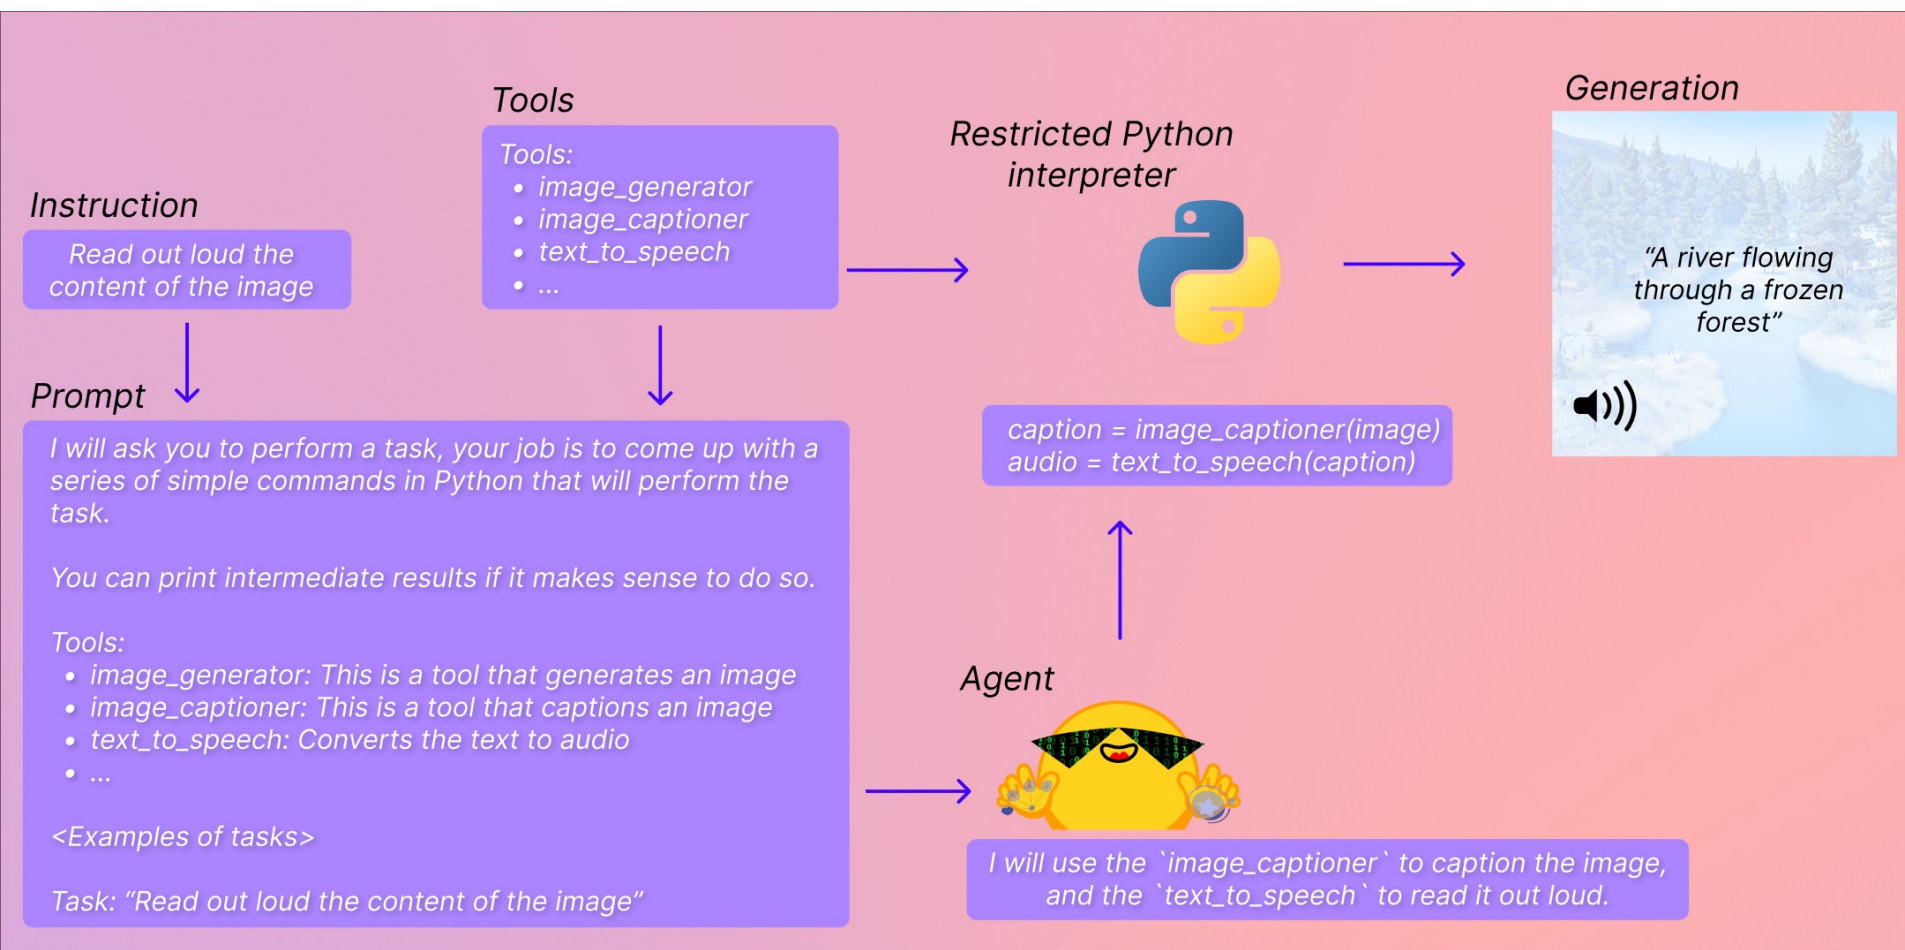 Instruction
Read out loud the
content of the image
Tools
Tools:
• image_generator
• image_captioner
• text_to_speech
• ...
Prompt
I will ask you to perform a task, your job is to come up with a
series of simple commands in Python that will perform the
task.
You can print intermediate results if it makes sense to do so.
Tools:
• image_generator: This is a tool that generates an image
• image_captioner: This is a tool that captions an image
• text_to_speech: Converts the text to audio
• ...
<Examples of tasks>
Task: “Read out loud the content of the image”
Restricted Python
interpreter
caption = image_captioner(image)
audio = text_to_speech(caption)
Agent
I will use the `image_captioner` to caption the image,
and the `text_to_speech` to read it out loud.
Generation
“A river flowing
through a frozen
forest”